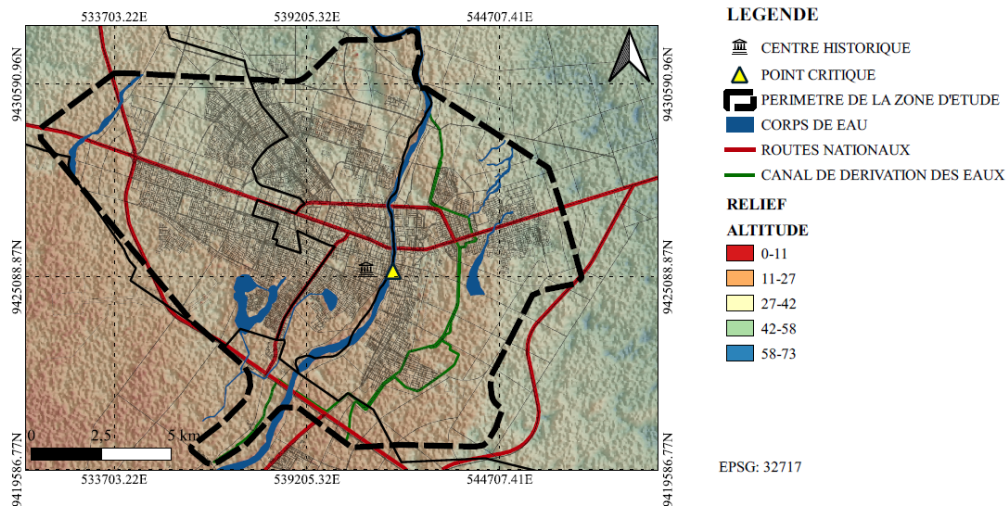 533703.22E 539205.32E 544707.41E
9430590.96N
9430590.96N
9425088.87N
9425088.87N
9419586.77N
9419586.77N
0 2.5 5 km
533703.22E 539205.32E 544707.41E
LEGENDE
CENTRE HISTORIQUE
POINT CRITIQUE
PERIMETRE DE LA ZONE D'ETUDE
CORPS DE EAU
ROUTES NATIONAUX
CANAL DE DERIVATION DES EAUX
RELIEF
ALTITUDE
0-11
11-27
27-42
42-58
58-73
EPSG: 32717